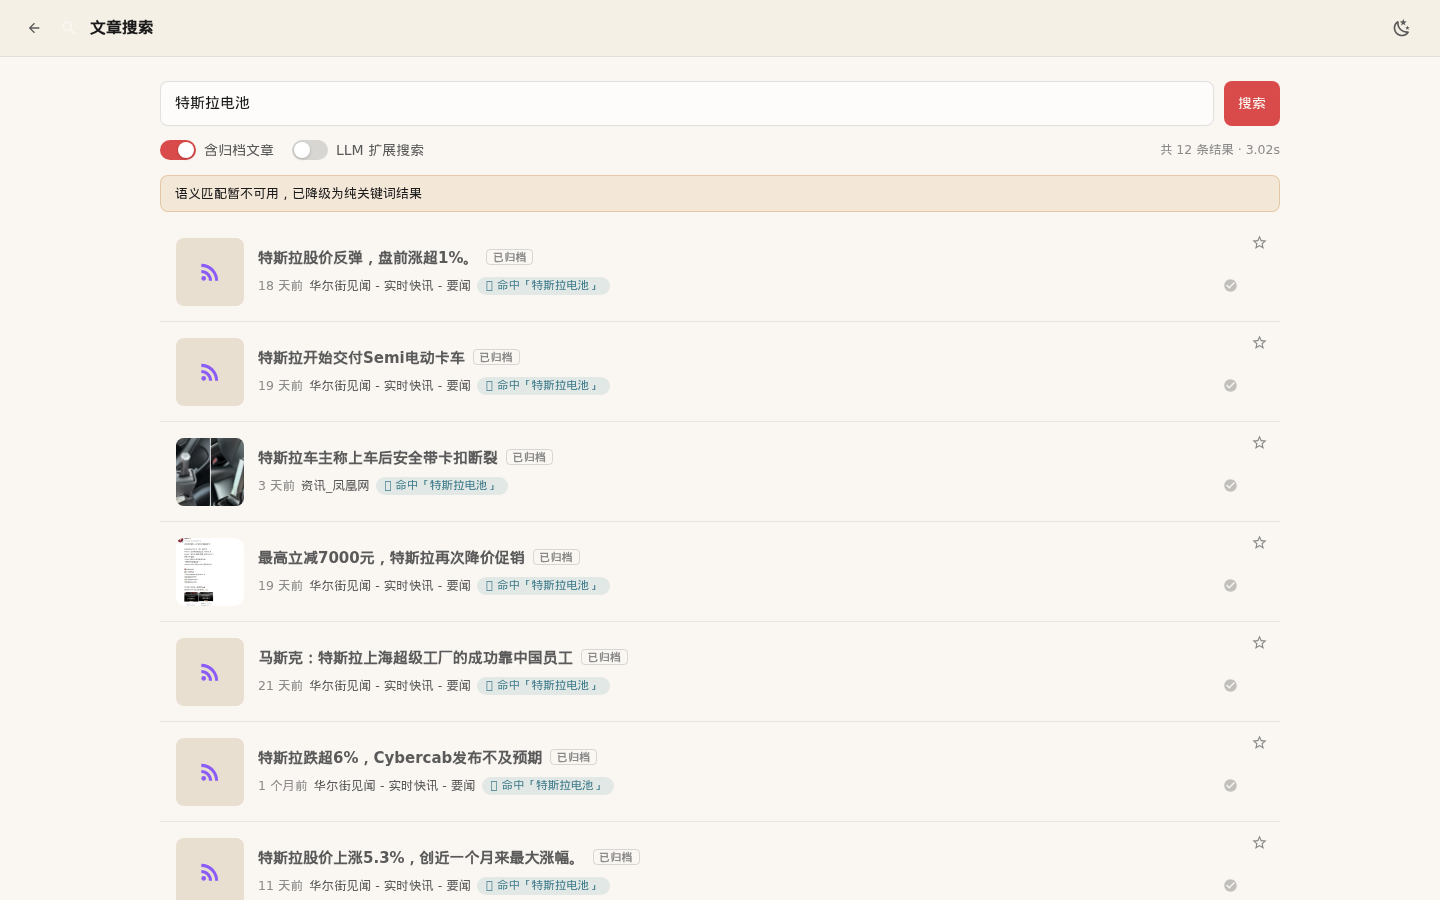 文章搜索
特斯拉电池
搜索
含归档文章 LLM 扩展搜索 共 12 条结果 · 3.02s
语义匹配暂不可用，已降级为纯关键词结果
特斯拉股价反弹，盘前涨超1%。 已归档
18 天前 华尔街见闻 - 实时快讯 - 要闻 命中「特斯拉电池」
特斯拉开始交付Semi电动卡车 已归档
19 天前 华尔街见闻 - 实时快讯 - 要闻 命中「特斯拉电池」
特斯拉车主称上车后安全带卡扣断裂 已归档
3 天前 资讯_凤凰网 命中「特斯拉电池」
最高立减7000元，特斯拉再次降价促销 已归档
19 天前 华尔街见闻 - 实时快讯 - 要闻 命中「特斯拉电池」
马斯克：特斯拉上海超级工厂的成功靠中国员工 已归档
21 天前 华尔街见闻 - 实时快讯 - 要闻 命中「特斯拉电池」
特斯拉跌超6%，Cybercab发布不及预期 已归档
1 个月前 华尔街见闻 - 实时快讯 - 要闻 命中「特斯拉电池」
特斯拉股价上涨5.3%，创近一个月来最大涨幅。 已归档
11 天前 华尔街见闻 - 实时快讯 - 要闻 命中「特斯拉电池」